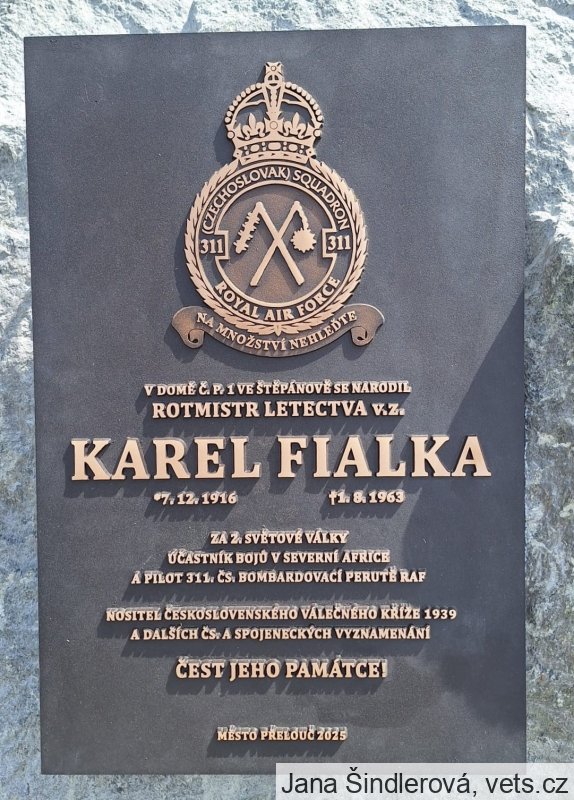 (CZECHOSLOVAK) SQUADRON
311 311
ROYAL AIR FORCE
NA MNOŽSTVÍ NEHLEĎTE
V DOMĚ Č. P. 1 VE ŠTĚPÁNOVĚ SE NARODIL
ROTMISTR LETECTVA v.z.
KAREL FIALKA
*7. 12. 1916 †1. 8. 1963
ZA 2. SVĚTOVÉ VÁLKY
ÚČASTNÍK BOJŮ V SEVERNÍ AFRICE
A PILOT 311. ČS. BOMBARDOVACÍ PERUTĚ RAF
NOSITEL ČESKOSLOVENSKÉHO VÁLEČNÉHO KŘÍŽE 1939
A DALŠÍCH ČS. A SPOJENECKÝCH VYZNAMENÁNÍ
ČEST JEHO PAMÁTCE!
MĚSTO PŘELOUČ 2025
Jana Šindlerová, vets.cz